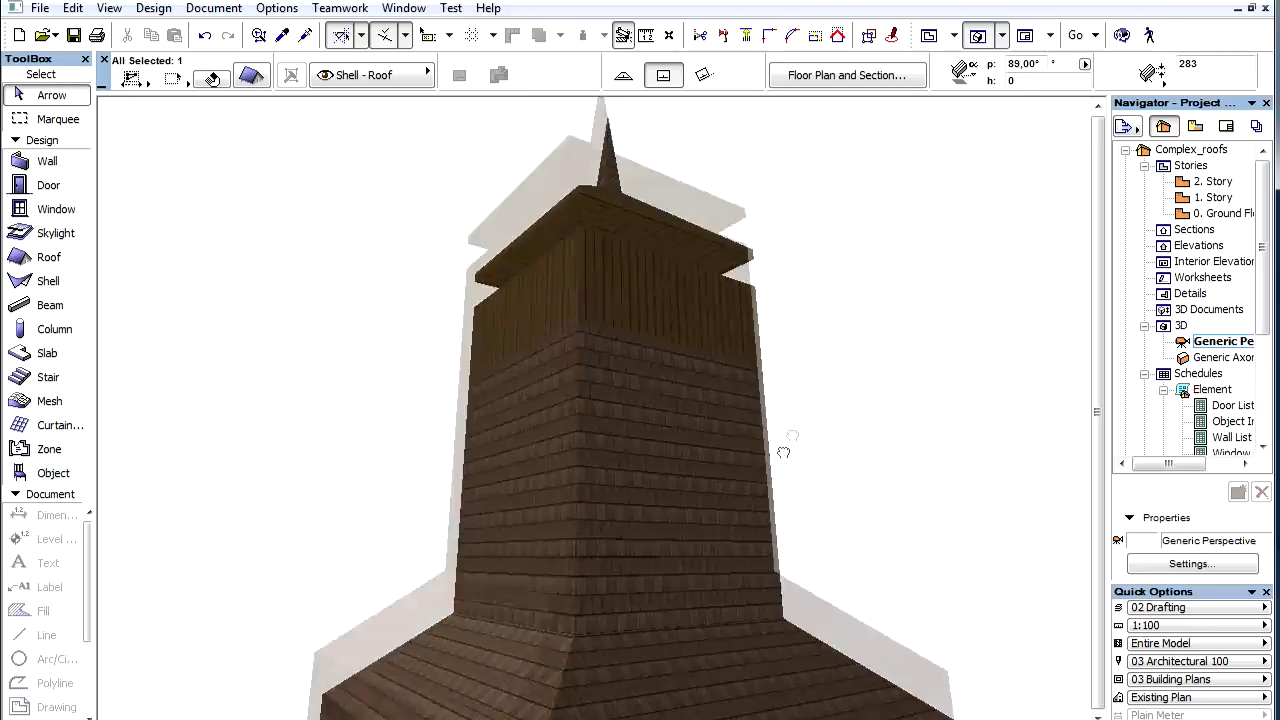 File Edit View Design Document Options Teamwork Window Test Help
Go
ToolBox
Select
Arrow
Marquee
Design
Wall
Door
Window
Skylight
Roof
Shell
Beam
Column
Slab
Stair
Mesh
Curtain...
Zone
Object
Document
Dimen...
Level ...
Text
Label
Fill
Line
Arc/Ci...
Polyline
Drawing
All Selected: 1
Shell - Roof
Floor Plan and Section...
p: 89,00° °
h: 0
283
Navigator - Project ...
Complex_roofs
Stories
2. Story
1. Story
0. Ground Fl
Sections
Elevations
Interior Elevation
Worksheets
Details
3D Documents
3D
Generic Pe
Generic Axor
Schedules
Element
Door List
Object In
Wall List
Window
Properties
Generic Perspective
Settings...
Quick Options
02 Drafting
1:100
Entire Model
03 Architectural 100
03 Building Plans
Existing Plan
Plain Meter